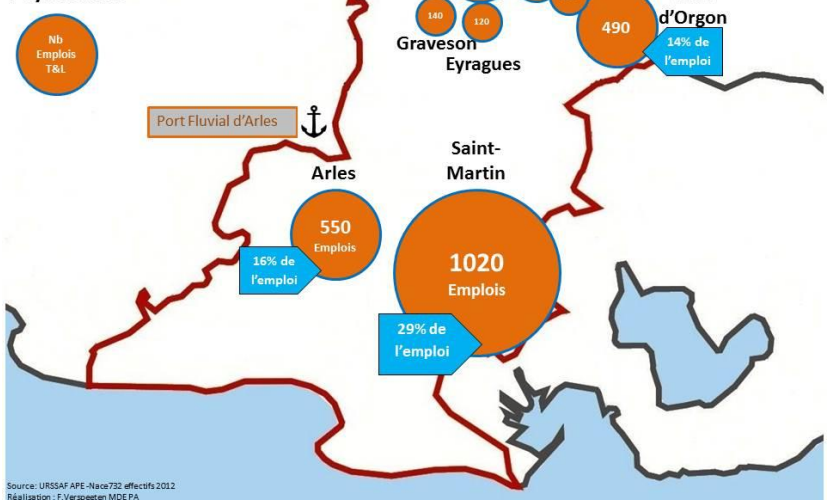 d'Orgon
140
120
490
Graveson
14% de
l'emploi
Nb
Emplois
T&L
Eyragues
Port Fluvial d'Arles
Saint-
Martin
Arles
550
Emplois
16% de
l'emploi
1020
Emplois
29% de
l'emploi
Source: URSSAF APE -Nace732 effectifs 2012
Réalisation : F.Verspeeten MDE PA